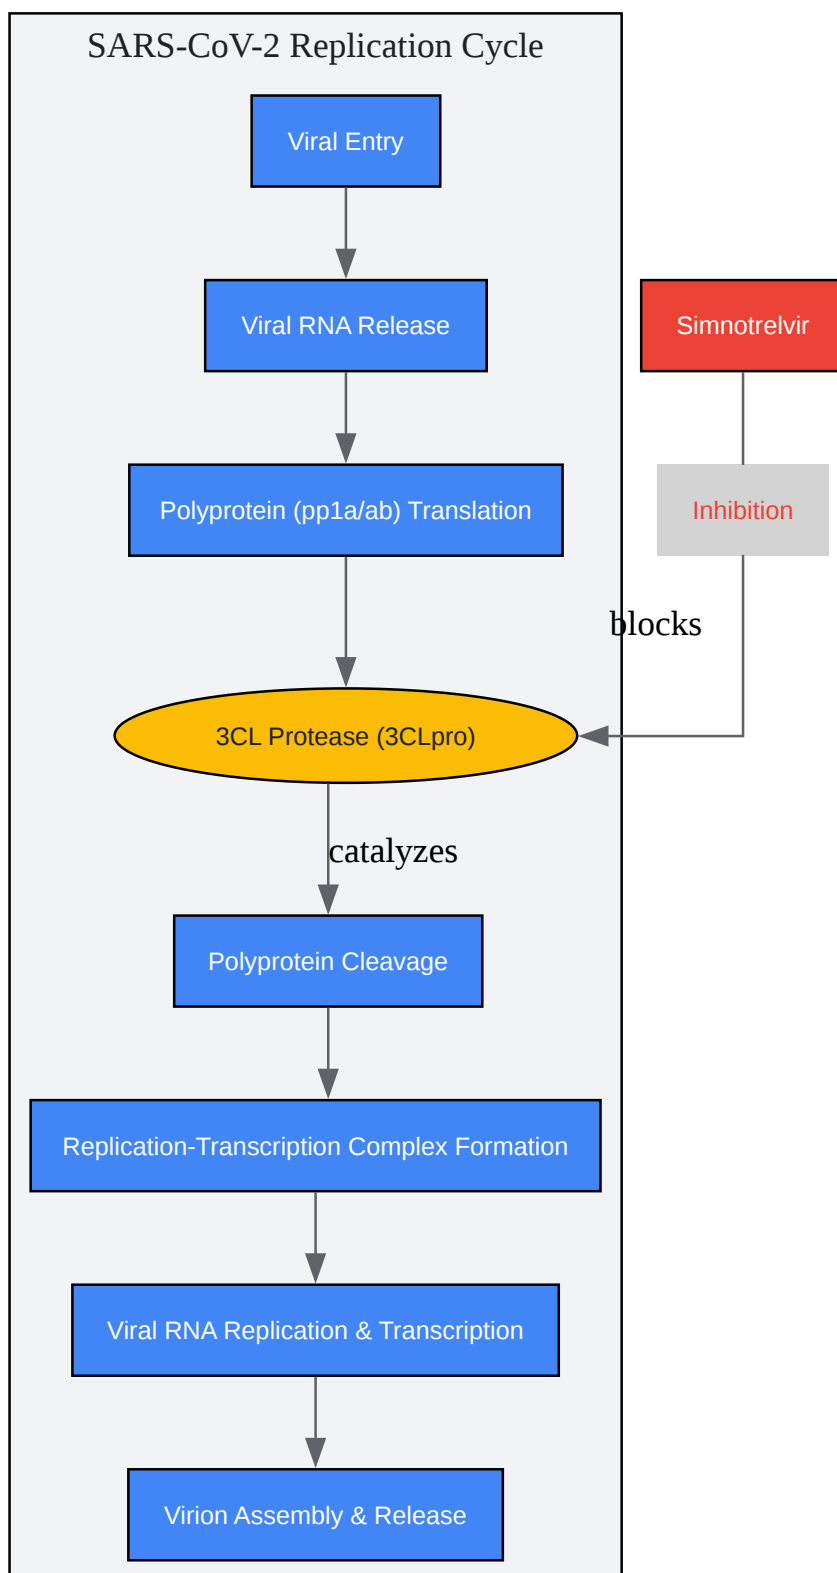 SARS-CoV-2 Replication Cycle
Viral Entry
Viral RNA Release
Simnotrelvir
Polyprotein (pp1a/ab) Translation
Inhibition
blocks
3CL Protease (3CLpro)
catalyzes
Polyprotein Cleavage
Replication-Transcription Complex Formation
Viral RNA Replication & Transcription
Virion Assembly & Release